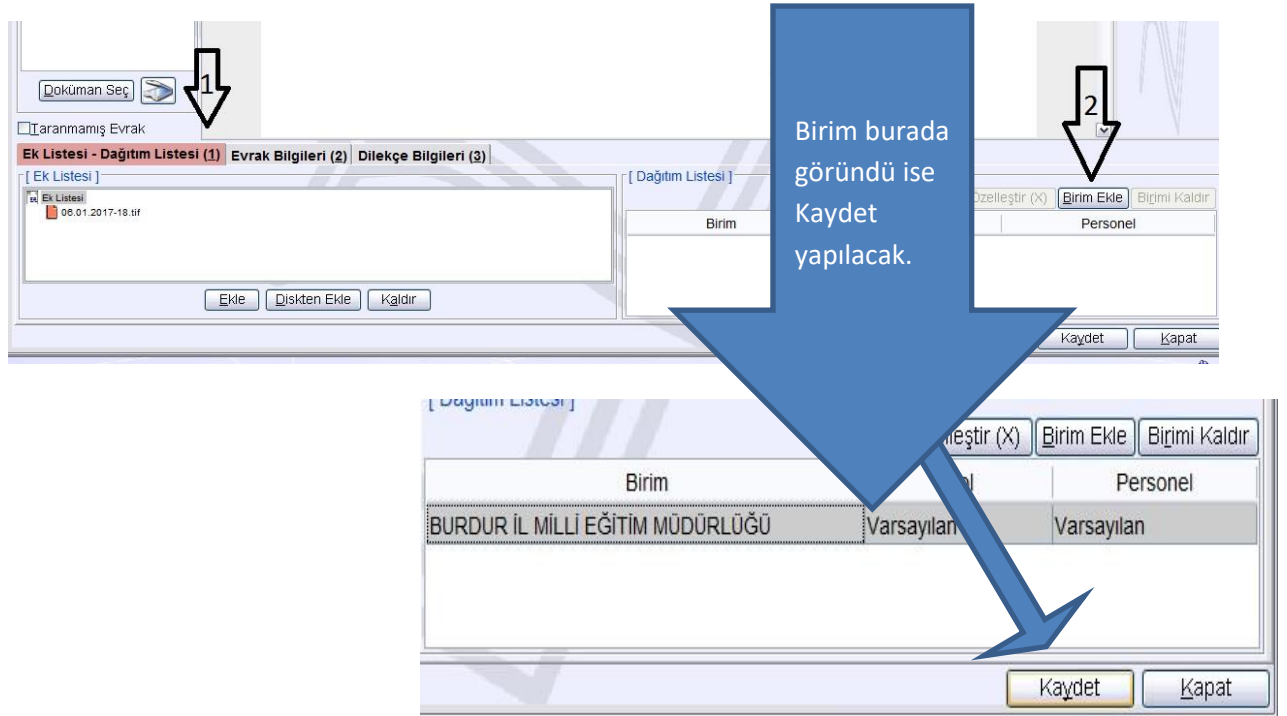 Doküman Seç
1
Taranmamış Evrak
2
Ek Listesi - Dağıtım Listesi (1) Evrak Bilgileri (2) Dilekçe Bilgileri (3)
[ Ek Listesi ]
Ek Listesi
06.01.2017-18.tif
Ekle Diskten Ekle Kaldır
[ Dağıtım Listesi ]
Özelleştir (X) Birim Ekle Birimi Kaldır
Birim Personel
Kaydet Kapat
Birim burada
göründü ise
Kaydet
yapılacak.
[ Dağıtım Listesi ]
lleştir (X) Birim Ekle Birimi Kaldır
Birim Personel
BURDUR İL MİLLİ EĞİTİM MÜDÜRLÜĞÜ Varsayılan Varsayılan
Kaydet Kapat